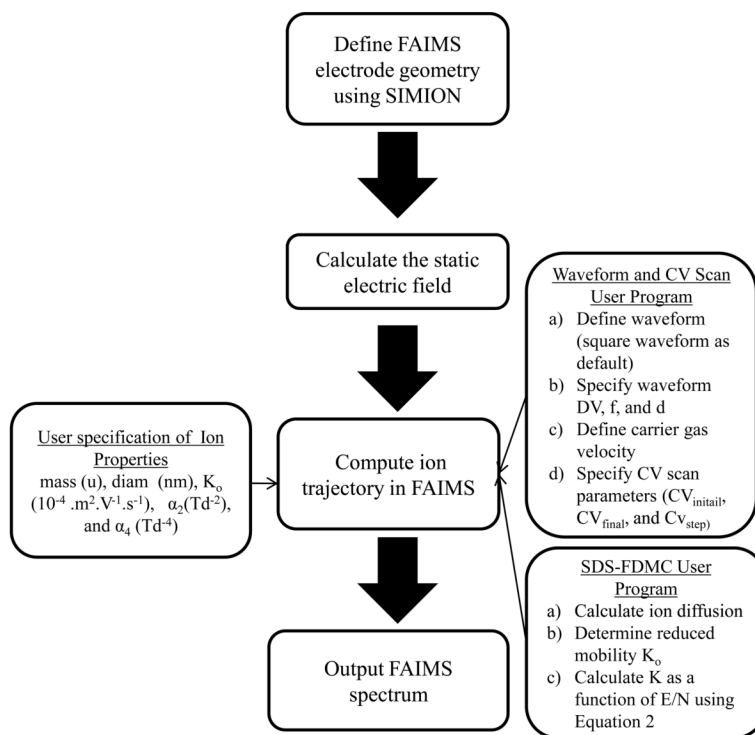 Define FAIMS
electrode geometry
using SIMION
Calculate the static
electric field
Waveform and CV Scan
User Program
a) Define waveform
(square waveform as
default)
b) Specify waveform
DV, f, and d
c) Define carrier gas
velocity
d) Specify CV scan
parameters (CVinitail,
CVfinal, and Cvstep)
User specification of Ion
Properties
mass (u), diam (nm), Ko
(10⁻⁴ .m².V⁻¹.s⁻¹), α₂(Td⁻²),
and α₄ (Td⁻⁴)
Compute ion
trajectory in FAIMS
SDS-FDMC User
Program
a) Calculate ion diffusion
b) Determine reduced
mobility Ko
c) Calculate K as a
function of E/N using
Equation 2
Output FAIMS
spectrum